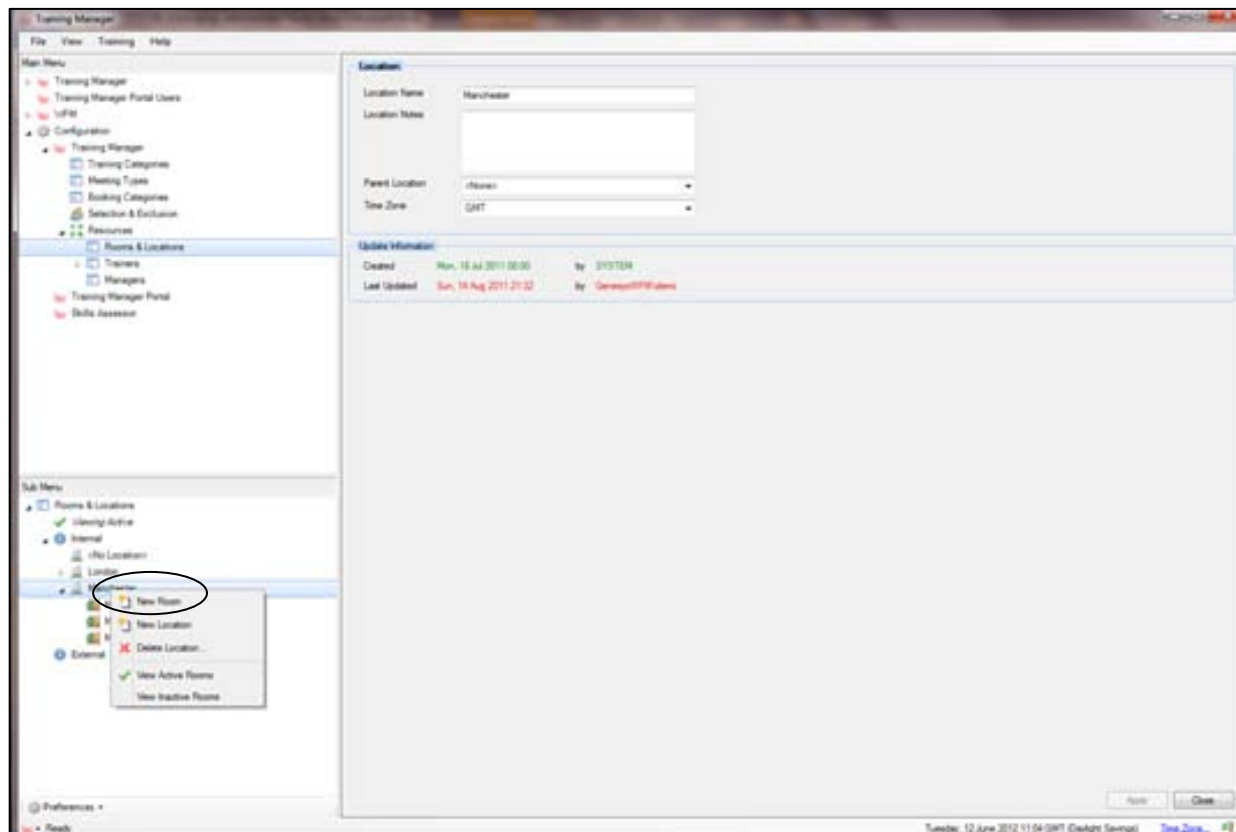 Training Manager
File View Training Help
Main Menu
Training Manager
Training Manager Portal Users
WFM
Configuration
Training Manager
Training Categories
Meeting Types
Booking Categories
Selection & Exclusion
Resources
Rooms & Locations
Trainers
Managers
Training Manager Portal
Skills Assessor
Sub Menu
Rooms & Locations
Viewing Active
Internal
<No Location>
London
Manchester
External
New Room
New Location
Delete Location...
View Active Rooms
View Inactive Rooms
Preferences
Ready
Location
Location Name Manchester
Location Notes
Parent Location <None>
Time Zone GMT
Update Information
Created Mon, 18 Jul 2011 00:00 by SYSTEM
Last Updated Sun, 14 Aug 2011 21:32 by
Apply Close
Tuesday, 12 June 2012 11:04 GMT (Daylight Savings) Time Zone...